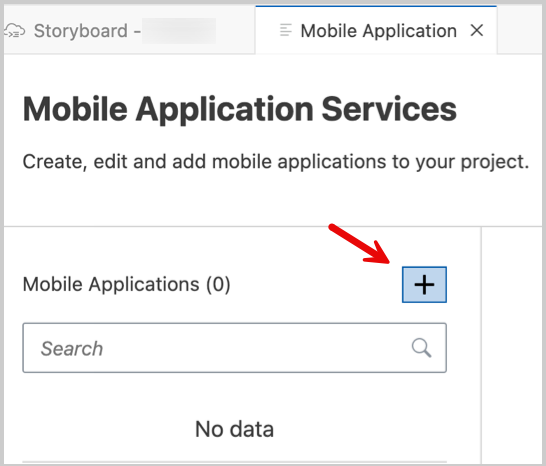 Storyboard -
Mobile Application
Mobile Application Services
Create, edit and add mobile applications to your project.
Mobile Applications (0)
Search
No data